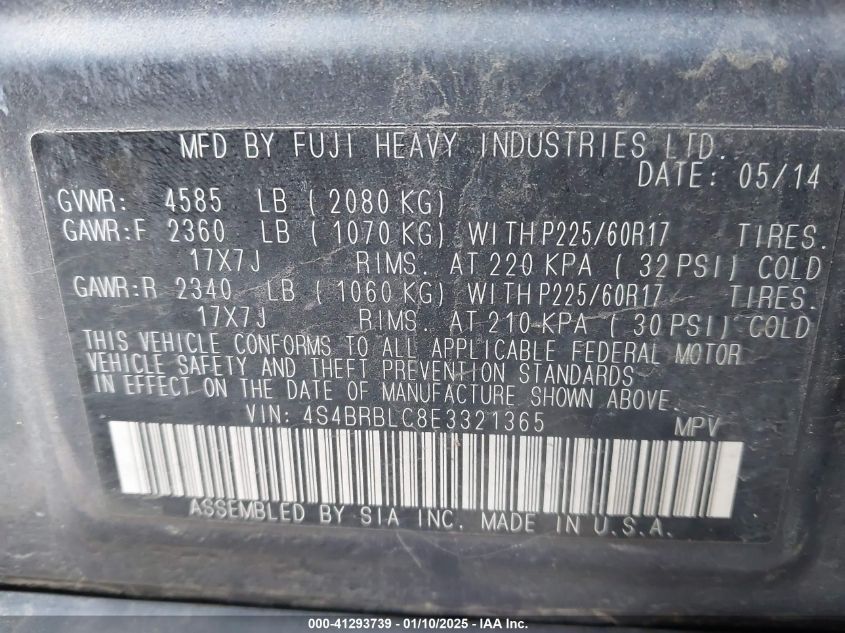 MFD BY FUJI HEAVY INDUSTRIES LTD.
DATE: 05/14
GVWR: 4585 LB ( 2080 KG)
GAWR:F 2360 LB ( 1070 KG) WITH P225/60R17 TIRES.
17X7J RIMS. AT 220 KPA ( 32 PSI) COLD
GAWR:R 2340 LB ( 1060 KG) WITH P225/60R17 TIRES.
17X7J RIMS. AT 210 KPA ( 30 PSI) COLD
THIS VEHICLE CONFORMS TO ALL APPLICABLE FEDERAL MOTOR
VEHICLE SAFETY AND THEFT PREVENTION STANDARDS
IN EFFECT ON THE DATE OF MANUFACTURE SHOWN ABOVE.
VIN: 4S4BRBLC8E3321365 MPV
ASSEMBLED BY SIA INC. MADE IN U.S.A.
000-41293739 - 01/10/2025 - IAA Inc.